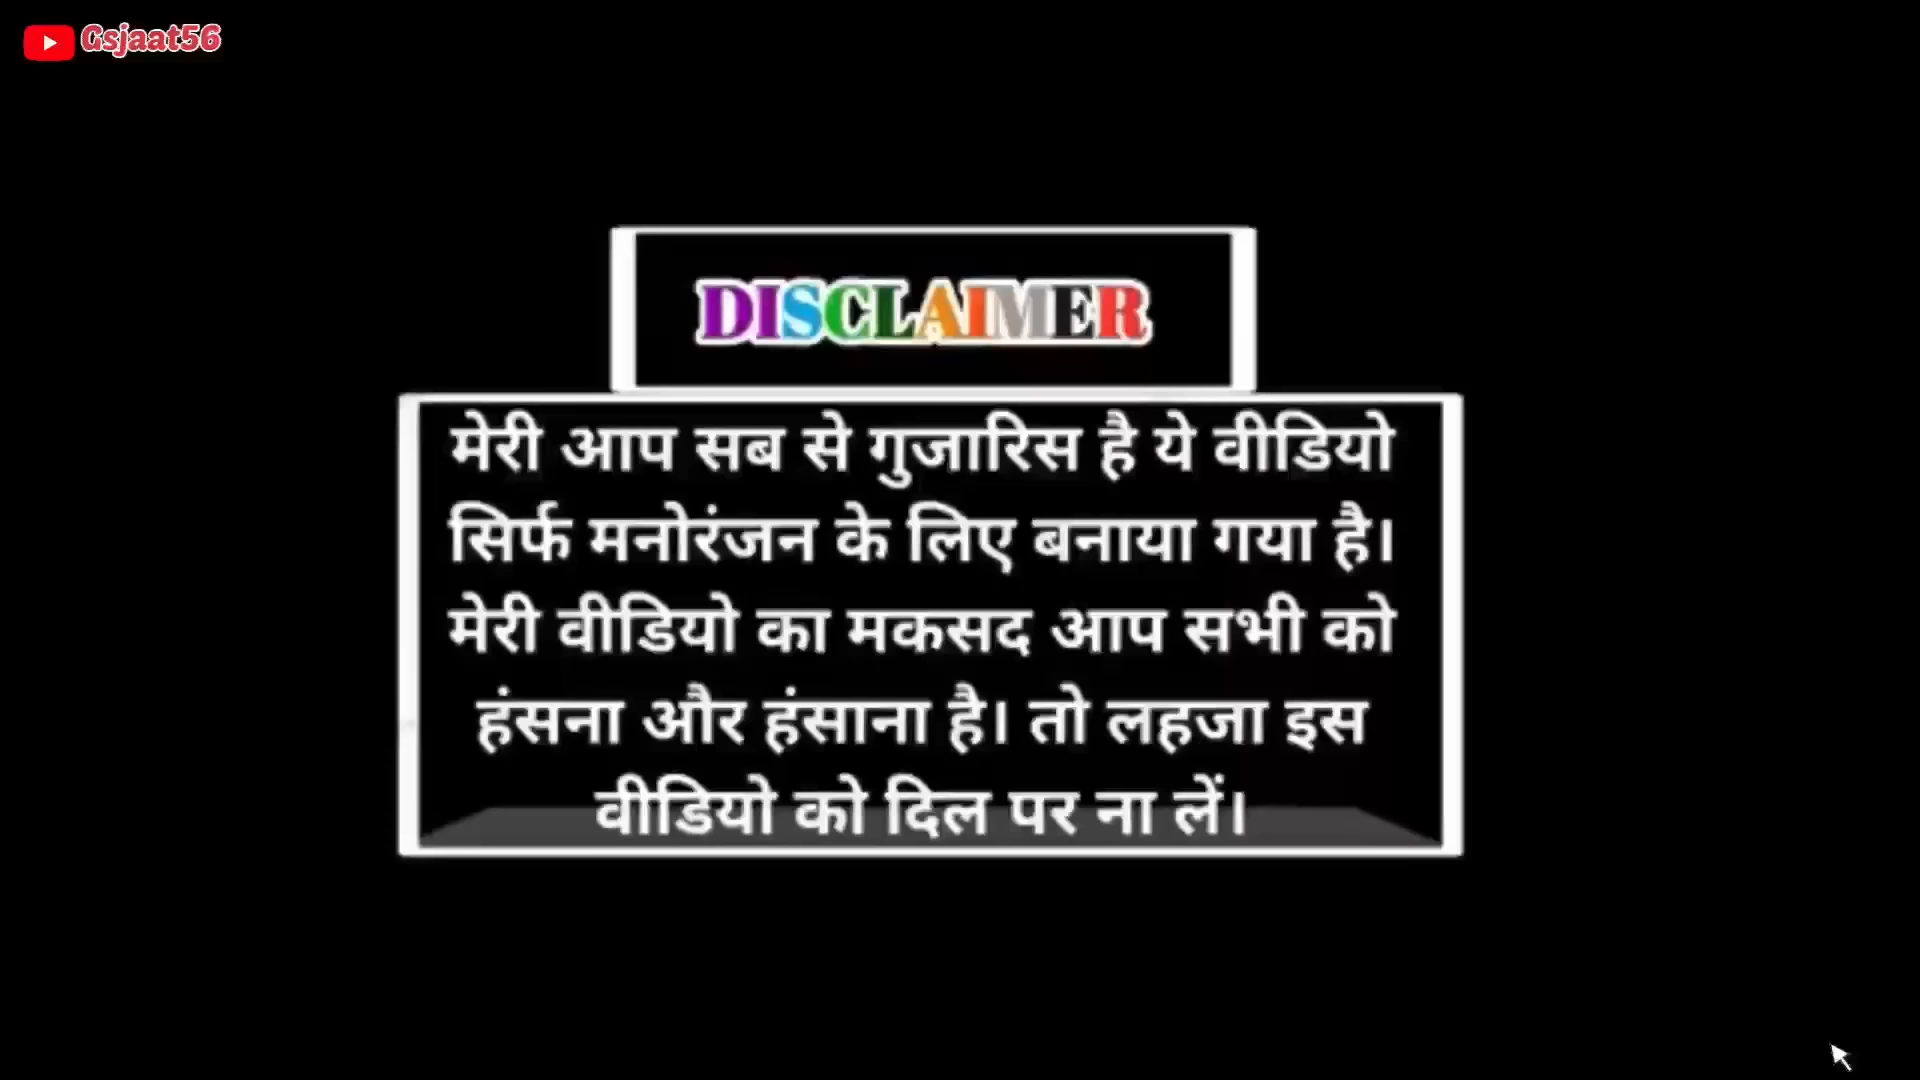 Gsjaat56
DISCLAIMER
मेरी आप सब से गुजारिस है ये वीडियो
सिर्फ मनोरंजन के लिए बनाया गया है।
मेरी वीडियो का मकसद आप सभी को
हंसना और हंसाना है। तो लहजा इस
वीडियो को दिल पर ना लें।